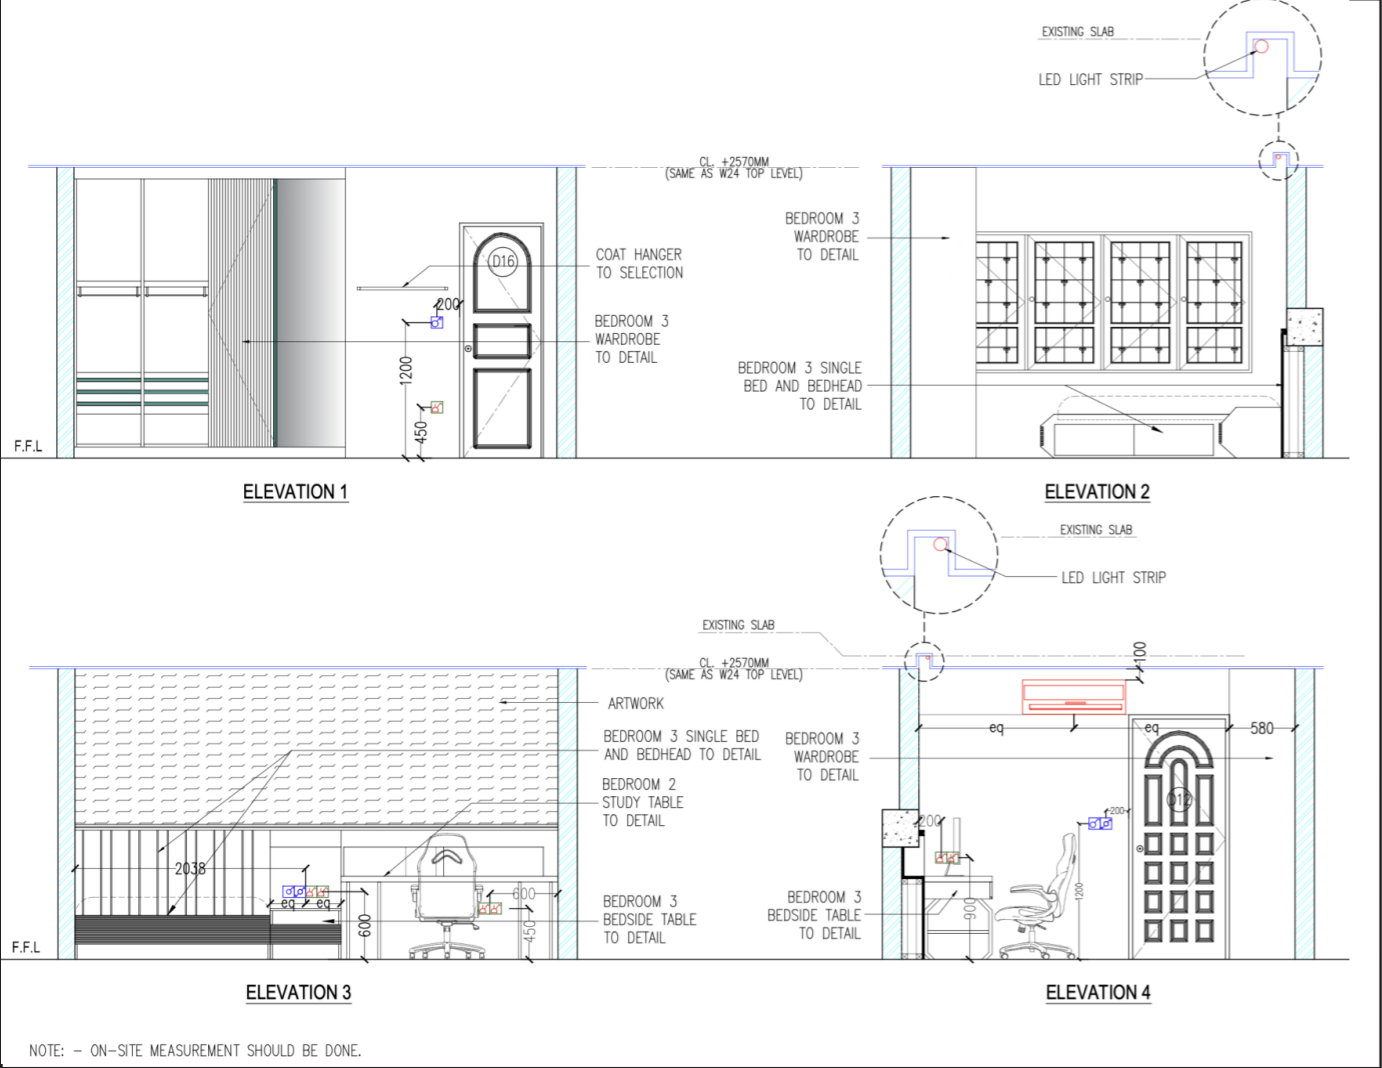 EXISTING SLAB
LED LIGHT STRIP
CL. +2570MM
(SAME AS W24 TOP LEVEL)
COAT HANGER
TO SELECTION
D16
200
BEDROOM 3
WARDROBE
TO DETAIL
1200
450
F.F.L
ELEVATION 1
BEDROOM 3
WARDROBE
TO DETAIL
BEDROOM 3 SINGLE
BED AND BEDHEAD
TO DETAIL
ELEVATION 2
EXISTING SLAB
LED LIGHT STRIP
EXISTING SLAB
CL. +2570MM
(SAME AS W24 TOP LEVEL)
ARTWORK
BEDROOM 3 SINGLE BED
AND BEDHEAD TO DETAIL
BEDROOM 2
STUDY TABLE
TO DETAIL
2038
eq
eq
600
600
450
BEDROOM 3
BEDSIDE TABLE
TO DETAIL
F.F.L
ELEVATION 3
100
eq
eq
580
BEDROOM 3
WARDROBE
TO DETAIL
D12
200
200
1200
900
BEDROOM 3
BEDSIDE TABLE
TO DETAIL
ELEVATION 4
NOTE: - ON-SITE MEASUREMENT SHOULD BE DONE.